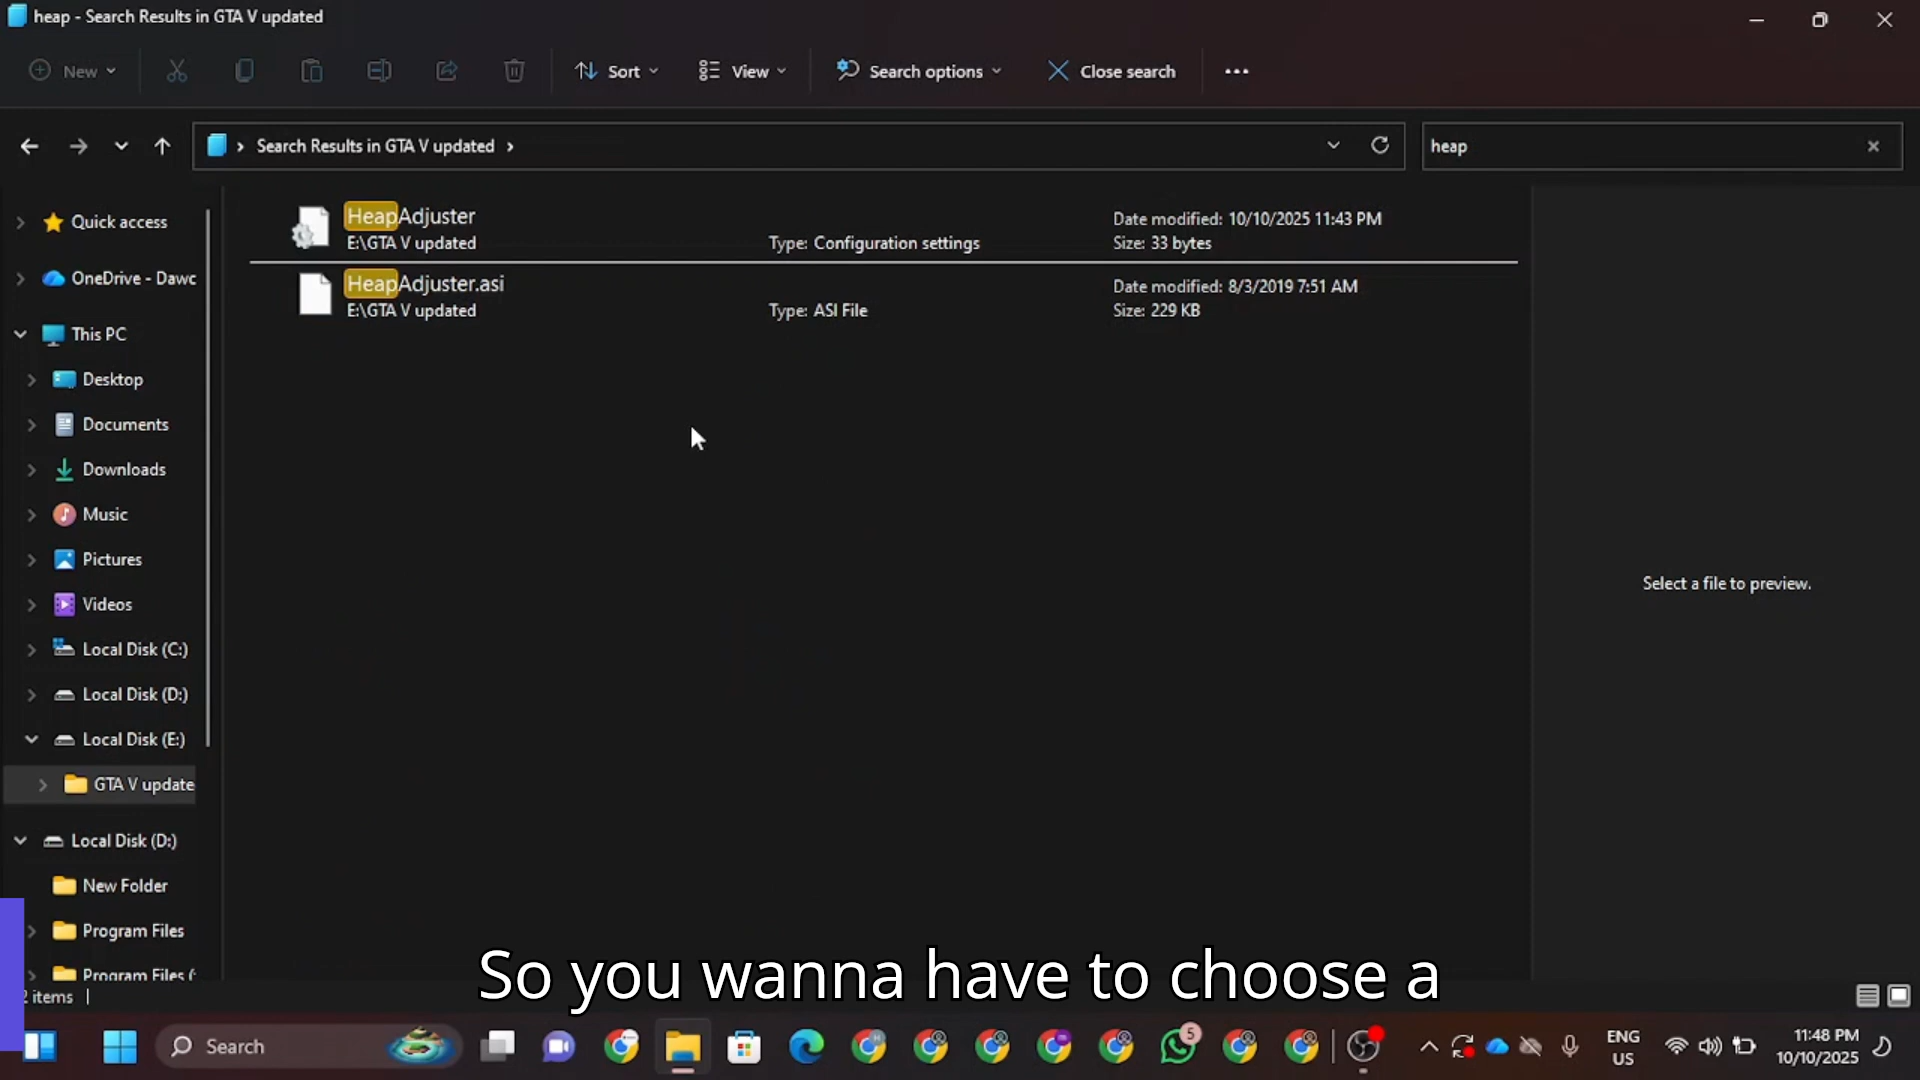 heap - Search Results in GTA V updated
New
Sort
View
Search options
Close search
Search Results in GTA V updated
heap
Quick access
OneDrive - Dawc
This PC
Desktop
Documents
Downloads
Music
Pictures
Videos
Local Disk (C:)
Local Disk (D:)
Local Disk (E:)
GTA V update
Local Disk (D:)
New Folder
Program Files
Program Files (
HeapAdjuster
E:\GTA V updated
Type: Configuration settings
Date modified: 10/10/2025 11:43 PM
Size: 33 bytes
HeapAdjuster.asi
E:\GTA V updated
Type: ASI File
Date modified: 8/3/2019 7:51 AM
Size: 229 KB
Select a file to preview.
So you wanna have to choose a
2 items
Search
5
ENG
US
11:48 PM
10/10/2025